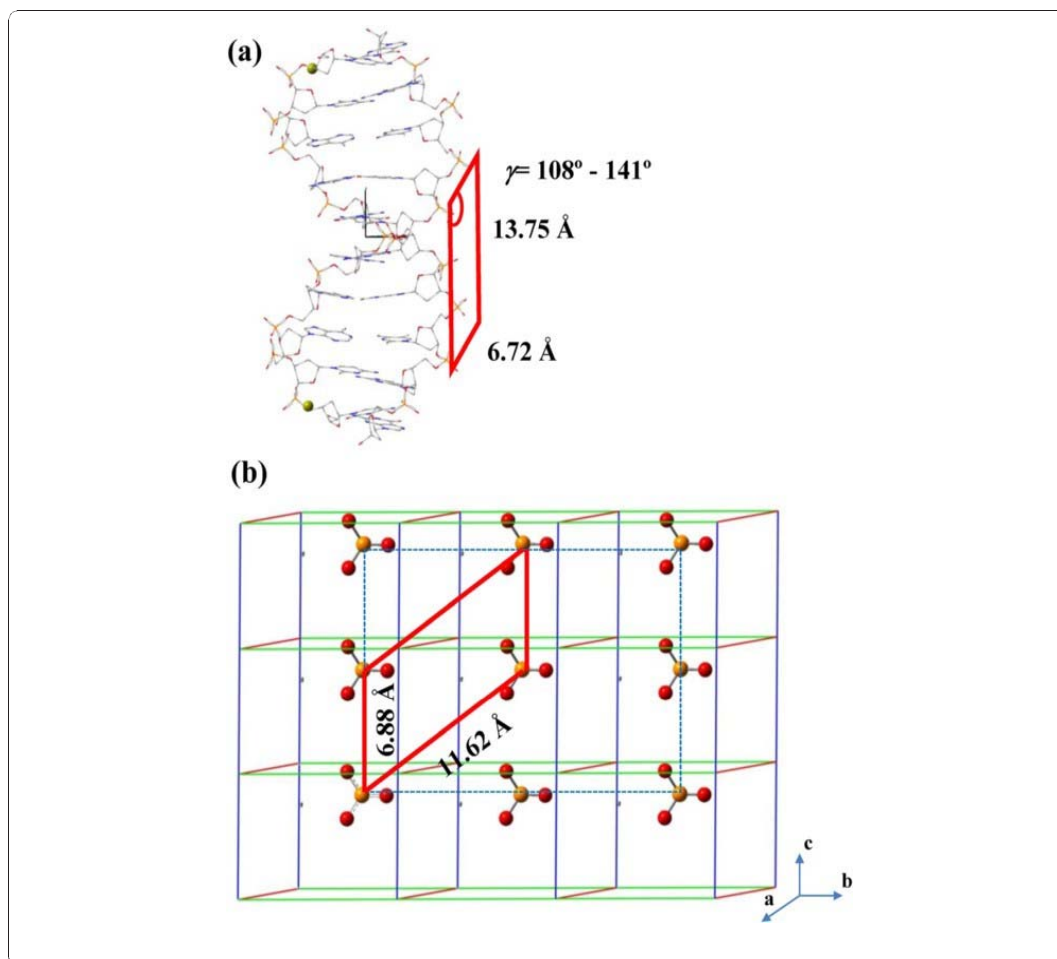 (a)
γ= 108º - 141º
13.75 Å
6.72 Å
(b)
6.88 Å
11.62 Å
c
b
a